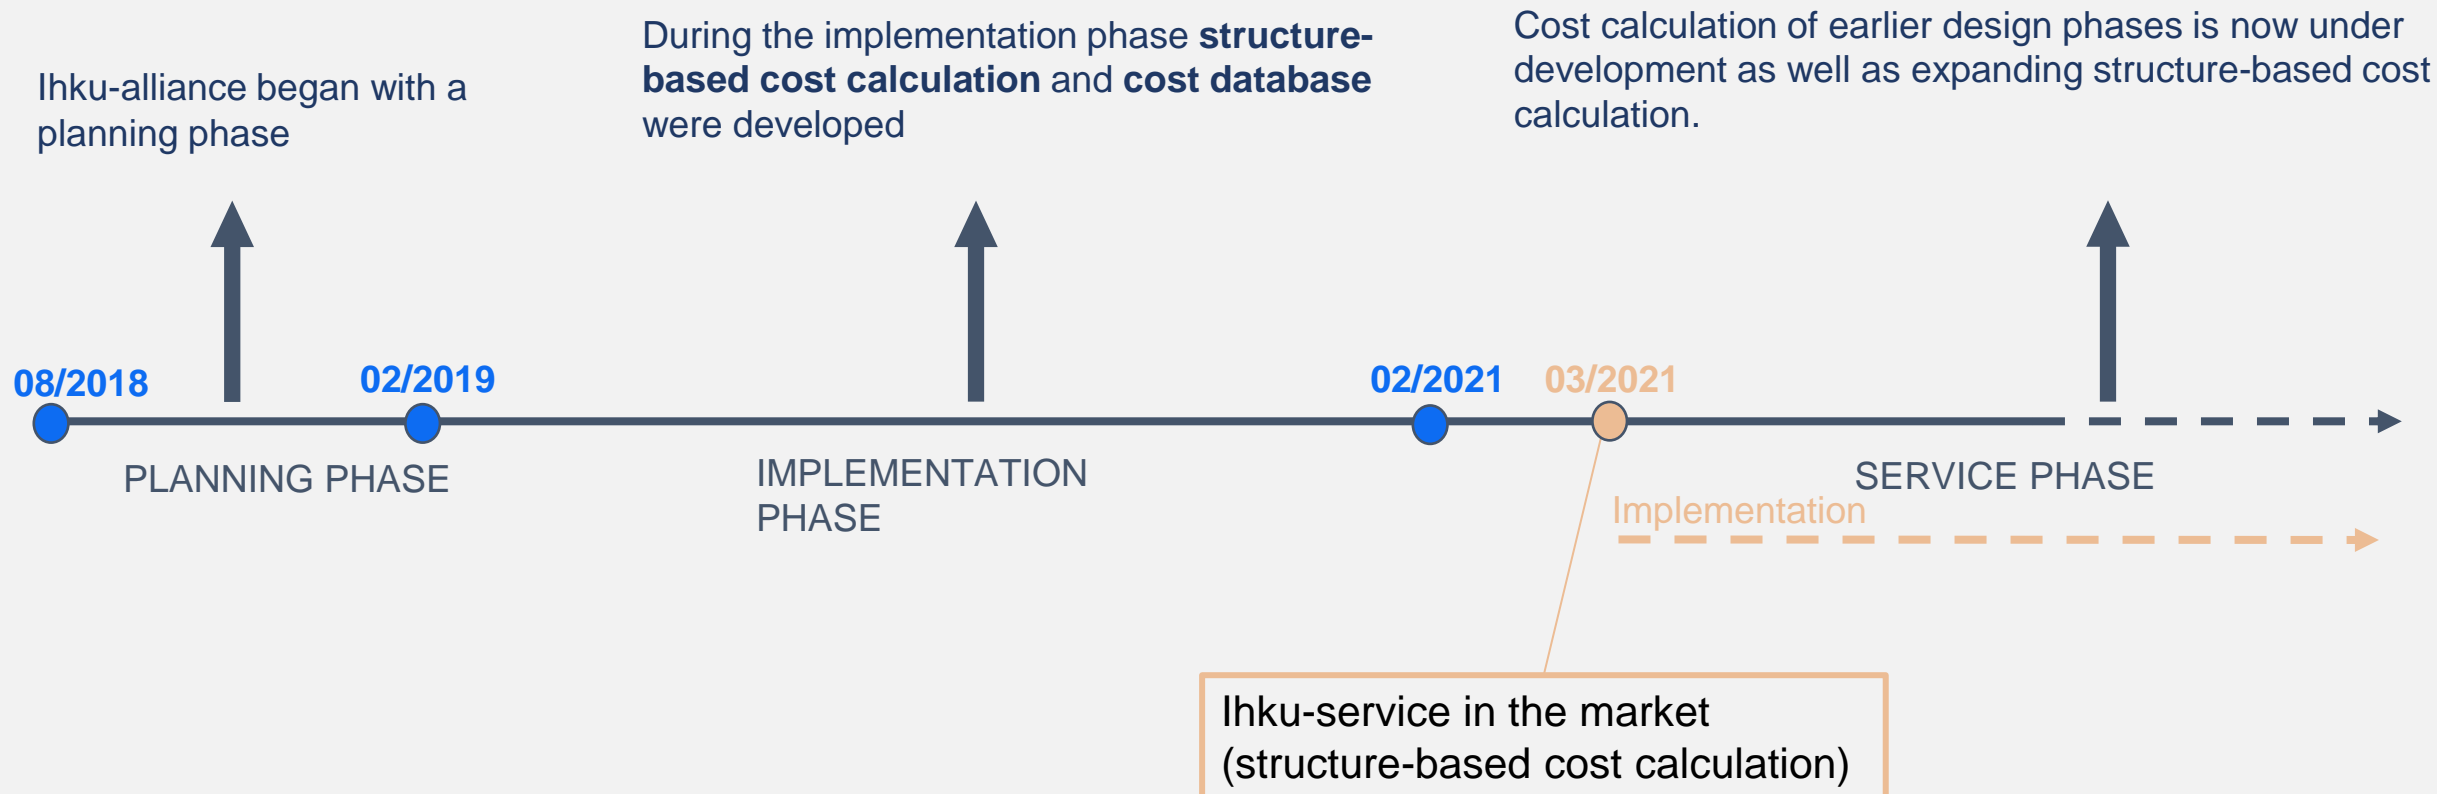 Ihku-alliance began with a
planning phase
During the implementation phase structure-
based cost calculation and cost database
were developed
Cost calculation of earlier design phases is now under
development as well as expanding structure-based cost
calculation.
08/2018
02/2019
02/2021
03/2021
PLANNING PHASE
IMPLEMENTATION
PHASE
SERVICE PHASE
Implementation
Ihku-service in the market
(structure-based cost calculation)